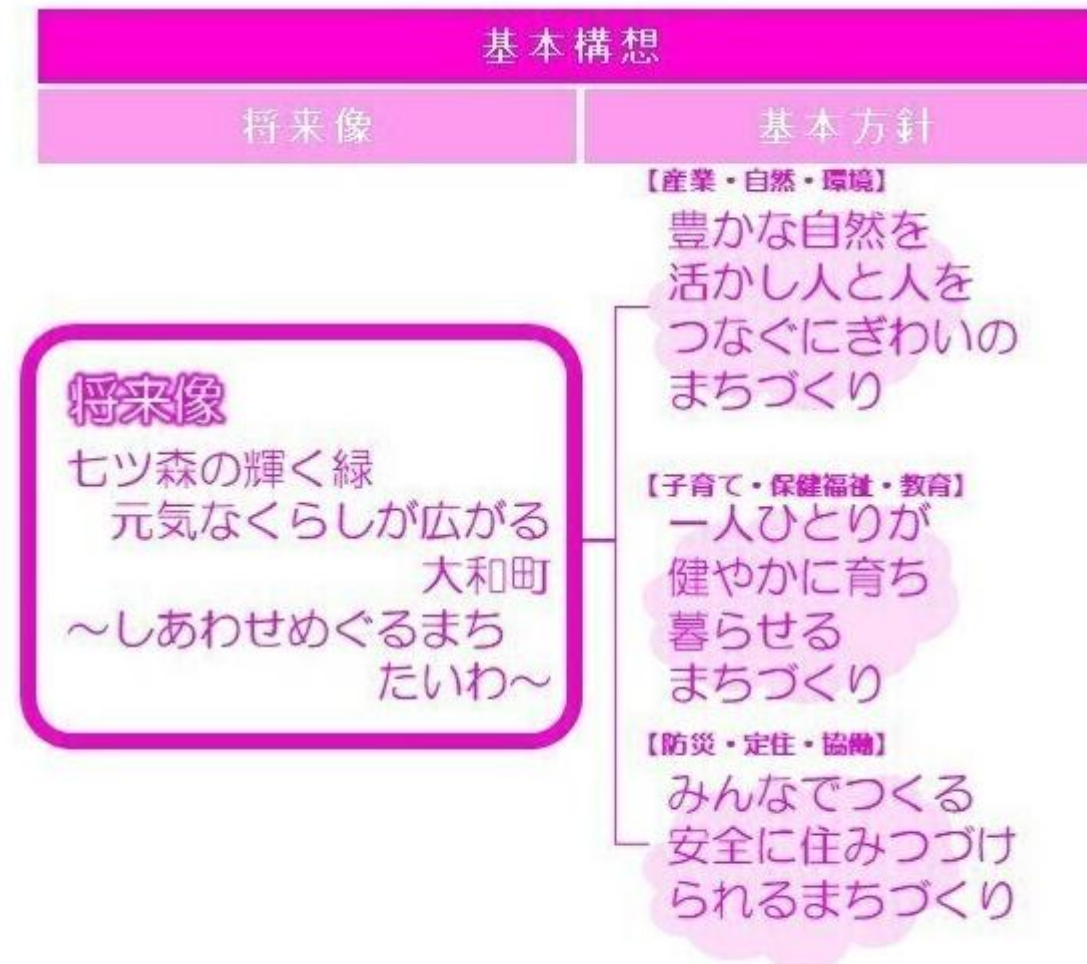 基本構想
将来像
基本方針
将来像
七ツ森の輝く緑
元気なくらしが広がる
大和町
～しあわせめぐるまち
たいわ～
【産業・自然・環境】
豊かな自然を
活かし人と人を
つなぐにぎわいの
まちづくり
【子育て・保健福祉・教育】
一人ひとりが
健やかに育ち
暮らせる
まちづくり
【防災・定住・協働】
みんなでつくる
安全に住みつづけ
られるまちづくり